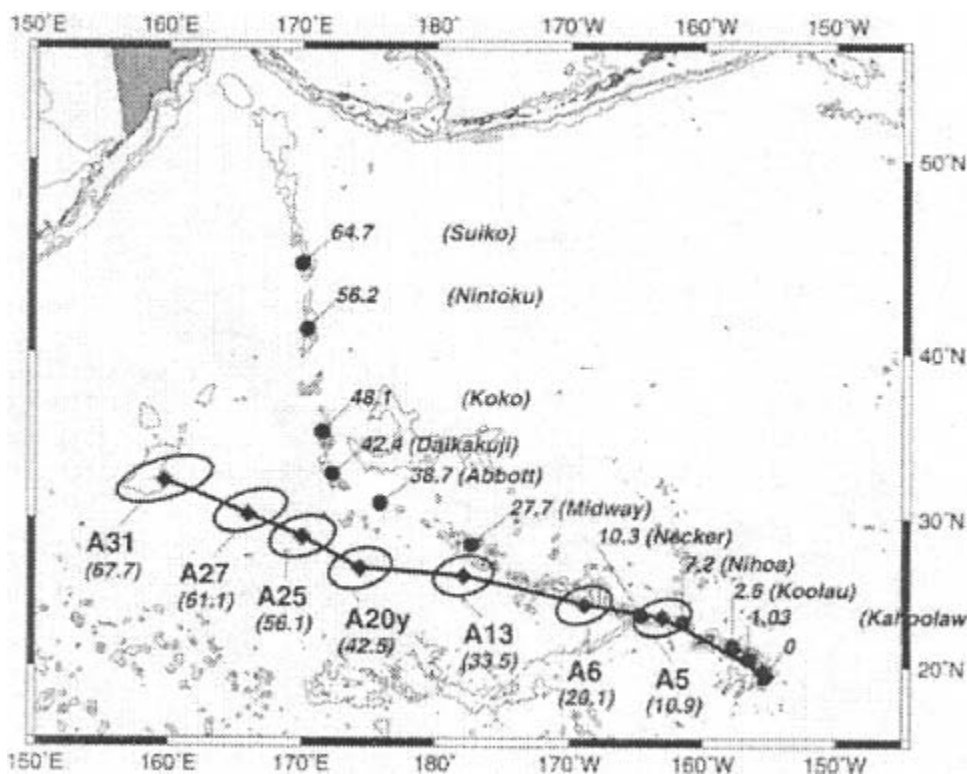 150˚E 160˚E 170˚E 180˚ -170˚W -160˚W -150˚W
50˚N
64.7 (Suiko)
56.2 (Nintoku)
40˚N
48.1 (Koko)
42.4 (Daikakuji)
38.7 (Abbott)
27.7 (Midway)
30˚N
10.3 (Necker)
7.2 (Nihoa)
2.6 (Koolau)
1.03 (Kahoolaw
0
20˚N
A31
(67.7)
A27
(61.1)
A25
(56.1)
A20y
(42.5)
A13
(33.5)
A6
(20.1)
A5
(10.9)
150˚E 160˚E 170˚E 180˚ -170˚W -160˚W -150˚W